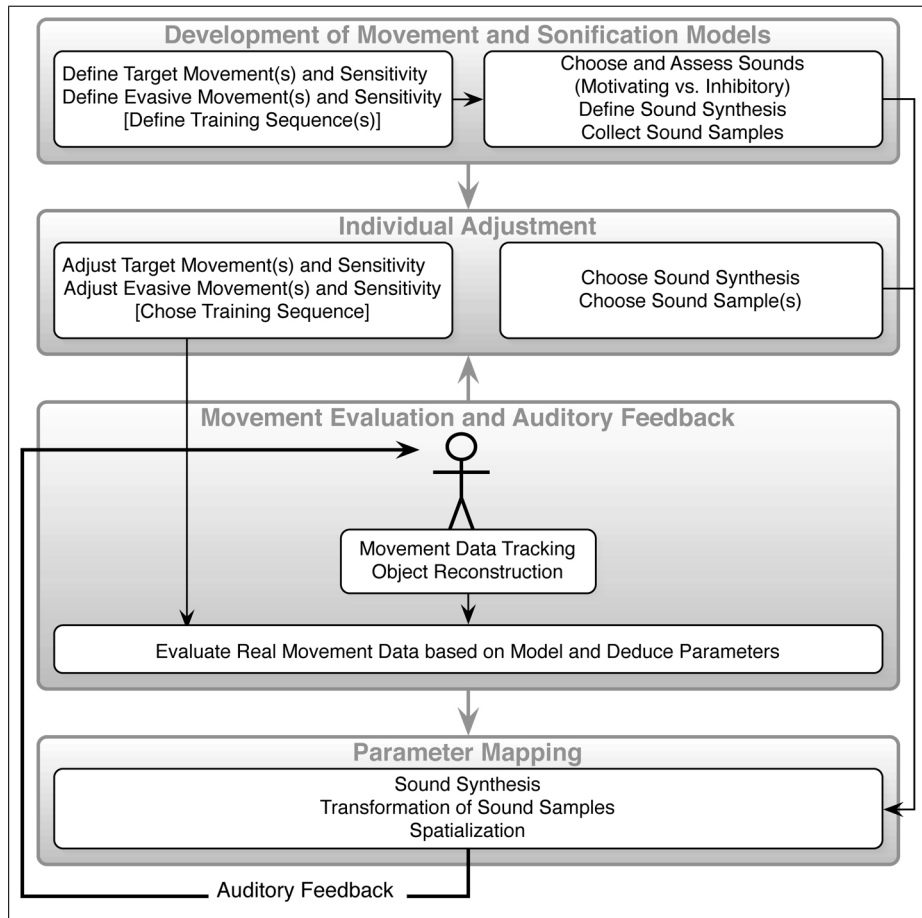 Development of Movement and Sonification Models
Define Target Movement(s) and Sensitivity
Define Evasive Movement(s) and Sensitivity
[Define Training Sequence(s)]
Choose and Assess Sounds
(Motivating vs. Inhibitory)
Define Sound Synthesis
Collect Sound Samples
Individual Adjustment
Adjust Target Movement(s) and Sensitivity
Adjust Evasive Movement(s) and Sensitivity
[Chose Training Sequence]
Choose Sound Synthesis
Choose Sound Sample(s)
Movement Evaluation and Auditory Feedback
Movement Data Tracking
Object Reconstruction
Evaluate Real Movement Data based on Model and Deduce Parameters
Parameter Mapping
Sound Synthesis
Transformation of Sound Samples
Spatialization
Auditory Feedback